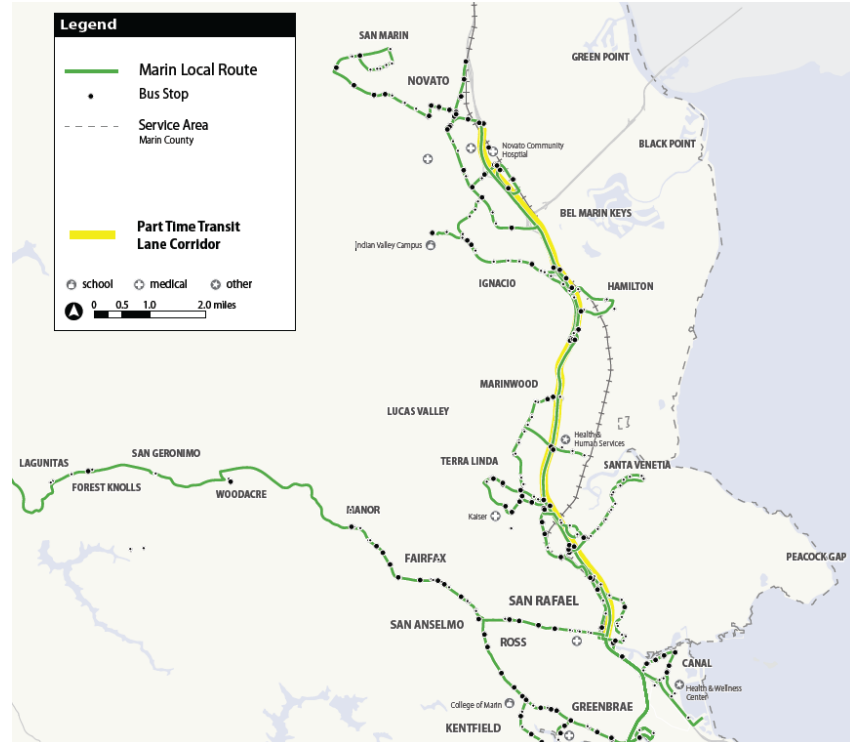 Legend
Marin Local Route
Bus Stop
Service Area
Marin County
Part Time Transit
Lane Corridor
school medical other
0 0.5 1.0 2.0 miles
SAN MARIN
GREEN POINT
NOVATO
Novato Community
Hosptial
BLACK POINT
BEL MARIN KEYS
Indian Valley Campus
IGNACIO
HAMILTON
MARINWOOD
LUCAS VALLEY
Health &
Human Services
TERRA LINDA
SANTA VENETIA
LAGUNITAS
SAN GERONIMO
FOREST KNOLLS
WOODACRE
Kaiser
MANOR
FAIRFAX
PEACOCK GAP
SAN RAFAEL
SAN ANSELMO
ROSS
CANAL
Health & Wellness
Center
College of Marin
GREENBRAE
KENTFIELD